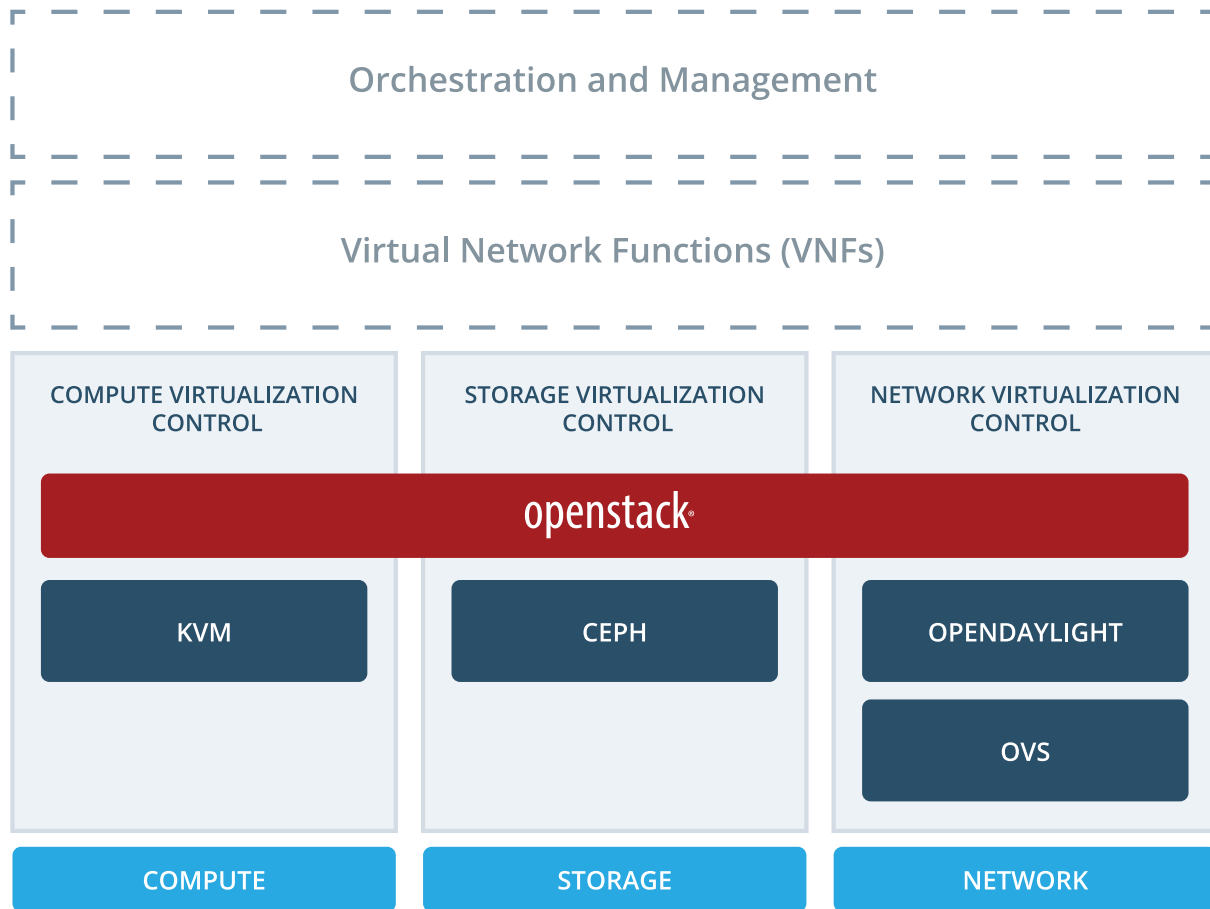 Orchestration and Management
Virtual Network Functions (VNFs)
COMPUTE VIRTUALIZATION
CONTROL
STORAGE VIRTUALIZATION
CONTROL
NETWORK VIRTUALIZATION
CONTROL
openstack®
KVM
CEPH
OPENDAYLIGHT
OVS
COMPUTE
STORAGE
NETWORK